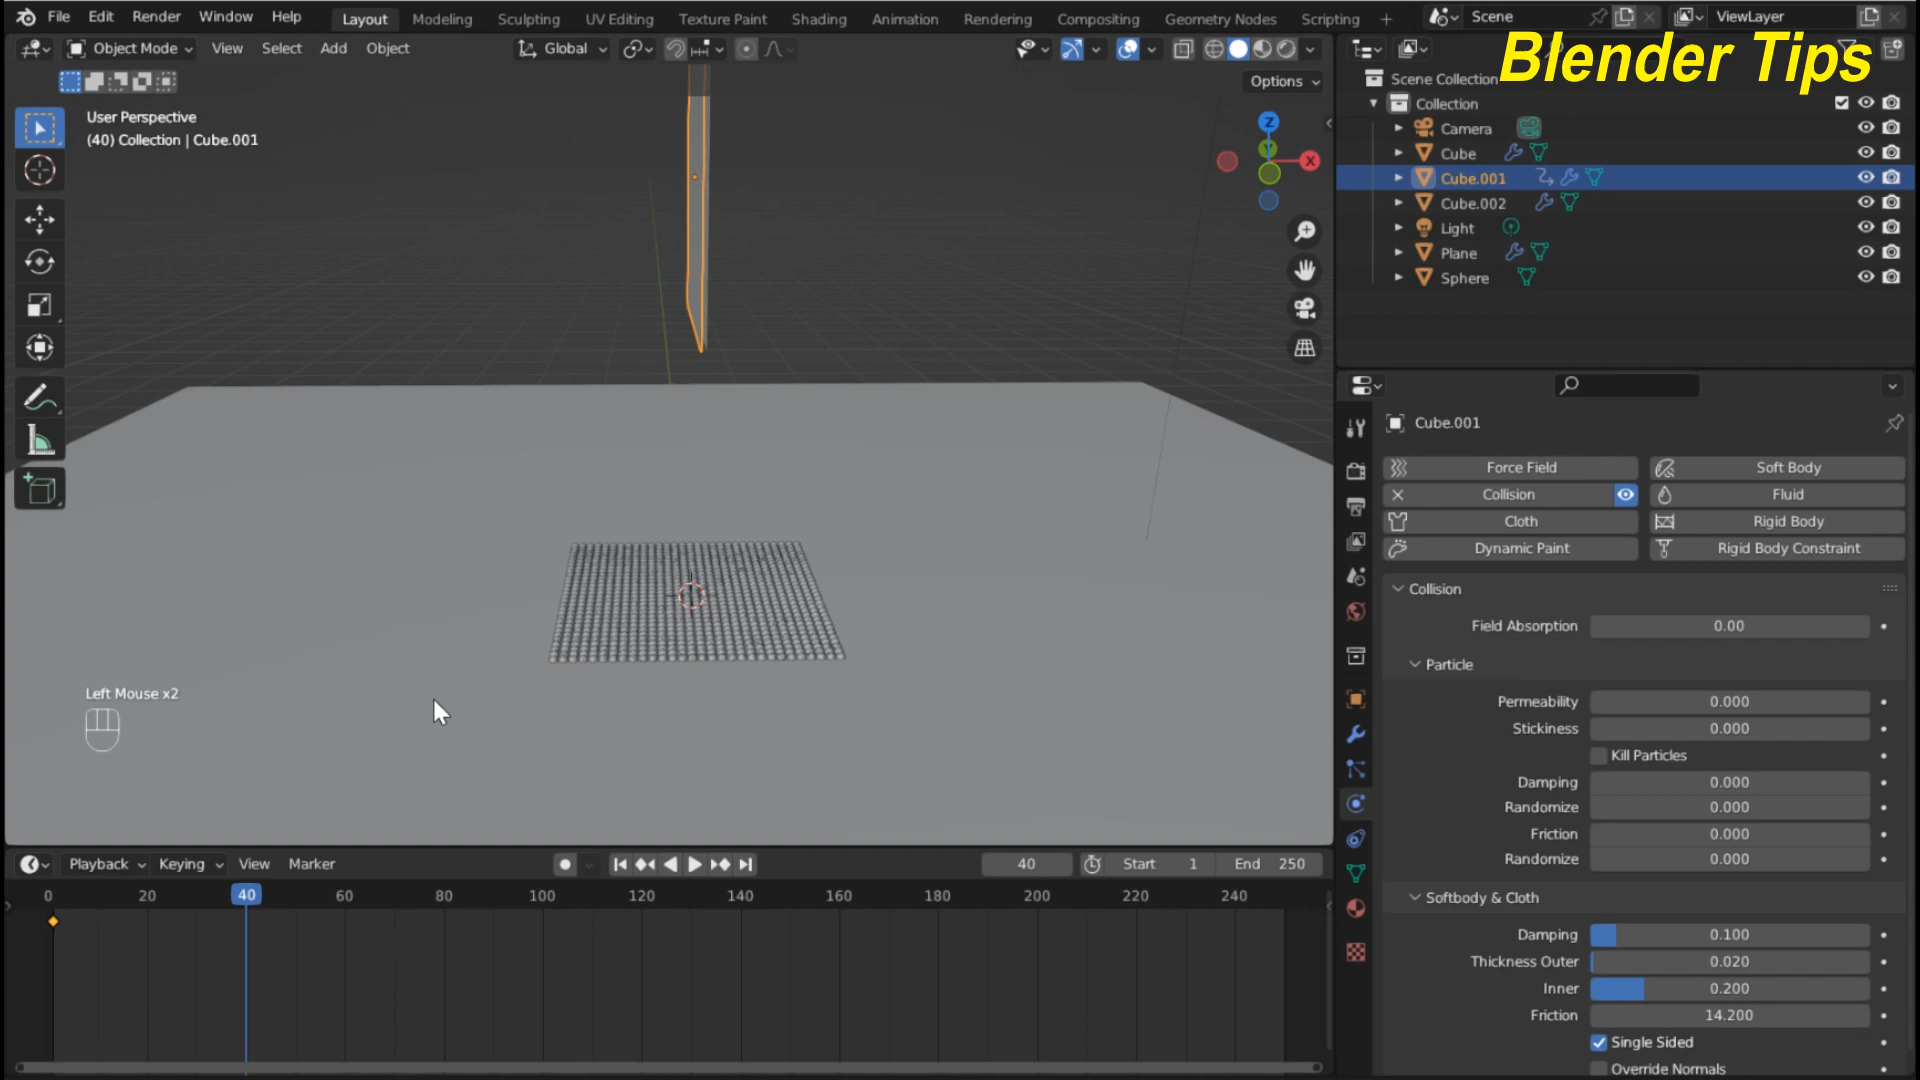 File Edit Render Window Help Layout Modeling Sculpting UV Editing Texture Paint Shading Animation Rendering Compositing Geometry Nodes Scripting + Scene ViewLayer
Object Mode View Select Add Object Global
Blender Tips
Options
User Perspective
(40) Collection | Cube.001
Z
Y
X
Left Mouse x2
Scene Collection
Collection
Camera
Cube
Cube.001
Cube.002
Light
Plane
Sphere
Cube.001
Force Field Soft Body
Collision Fluid
Cloth Rigid Body
Dynamic Paint Rigid Body Constraint
Collision
Field Absorption 0.00
Particle
Permeability 0.000
Stickiness 0.000
Kill Particles
Damping 0.000
Randomize 0.000
Friction 0.000
Randomize 0.000
Softbody & Cloth
Damping 0.100
Thickness Outer 0.020
Inner 0.200
Friction 14.200
Single Sided
Override Normals
Playback Keying View Marker 40 Start 1 End 250
0 20 40 60 80 100 120 140 160 180 200 220 240